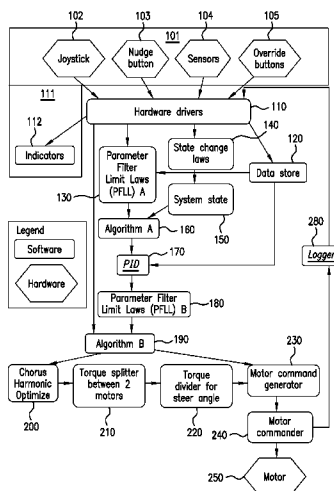 102
103
104
105
101
Joystick
Nudge
button
Sensors
Override
buttons
111
110
Hardware drivers
112
140
Indicators
Parameter
Filter
Limit Laws
(PFLL) A
State change
laws
120
Data store
130
System state
Algorithm A
160
150
280
Legend
Software
Hardware
PID
170
Logger
Parameter Filter
Limit Laws (PFLL) B
180
Algorithm B
190
230
Chorus
Harmonic
Optimize
Torque splitter
between 2
motors
Torque
divider for
steer angle
Motor command
generator
200
210
220
240
Motor
commander
250
Motor